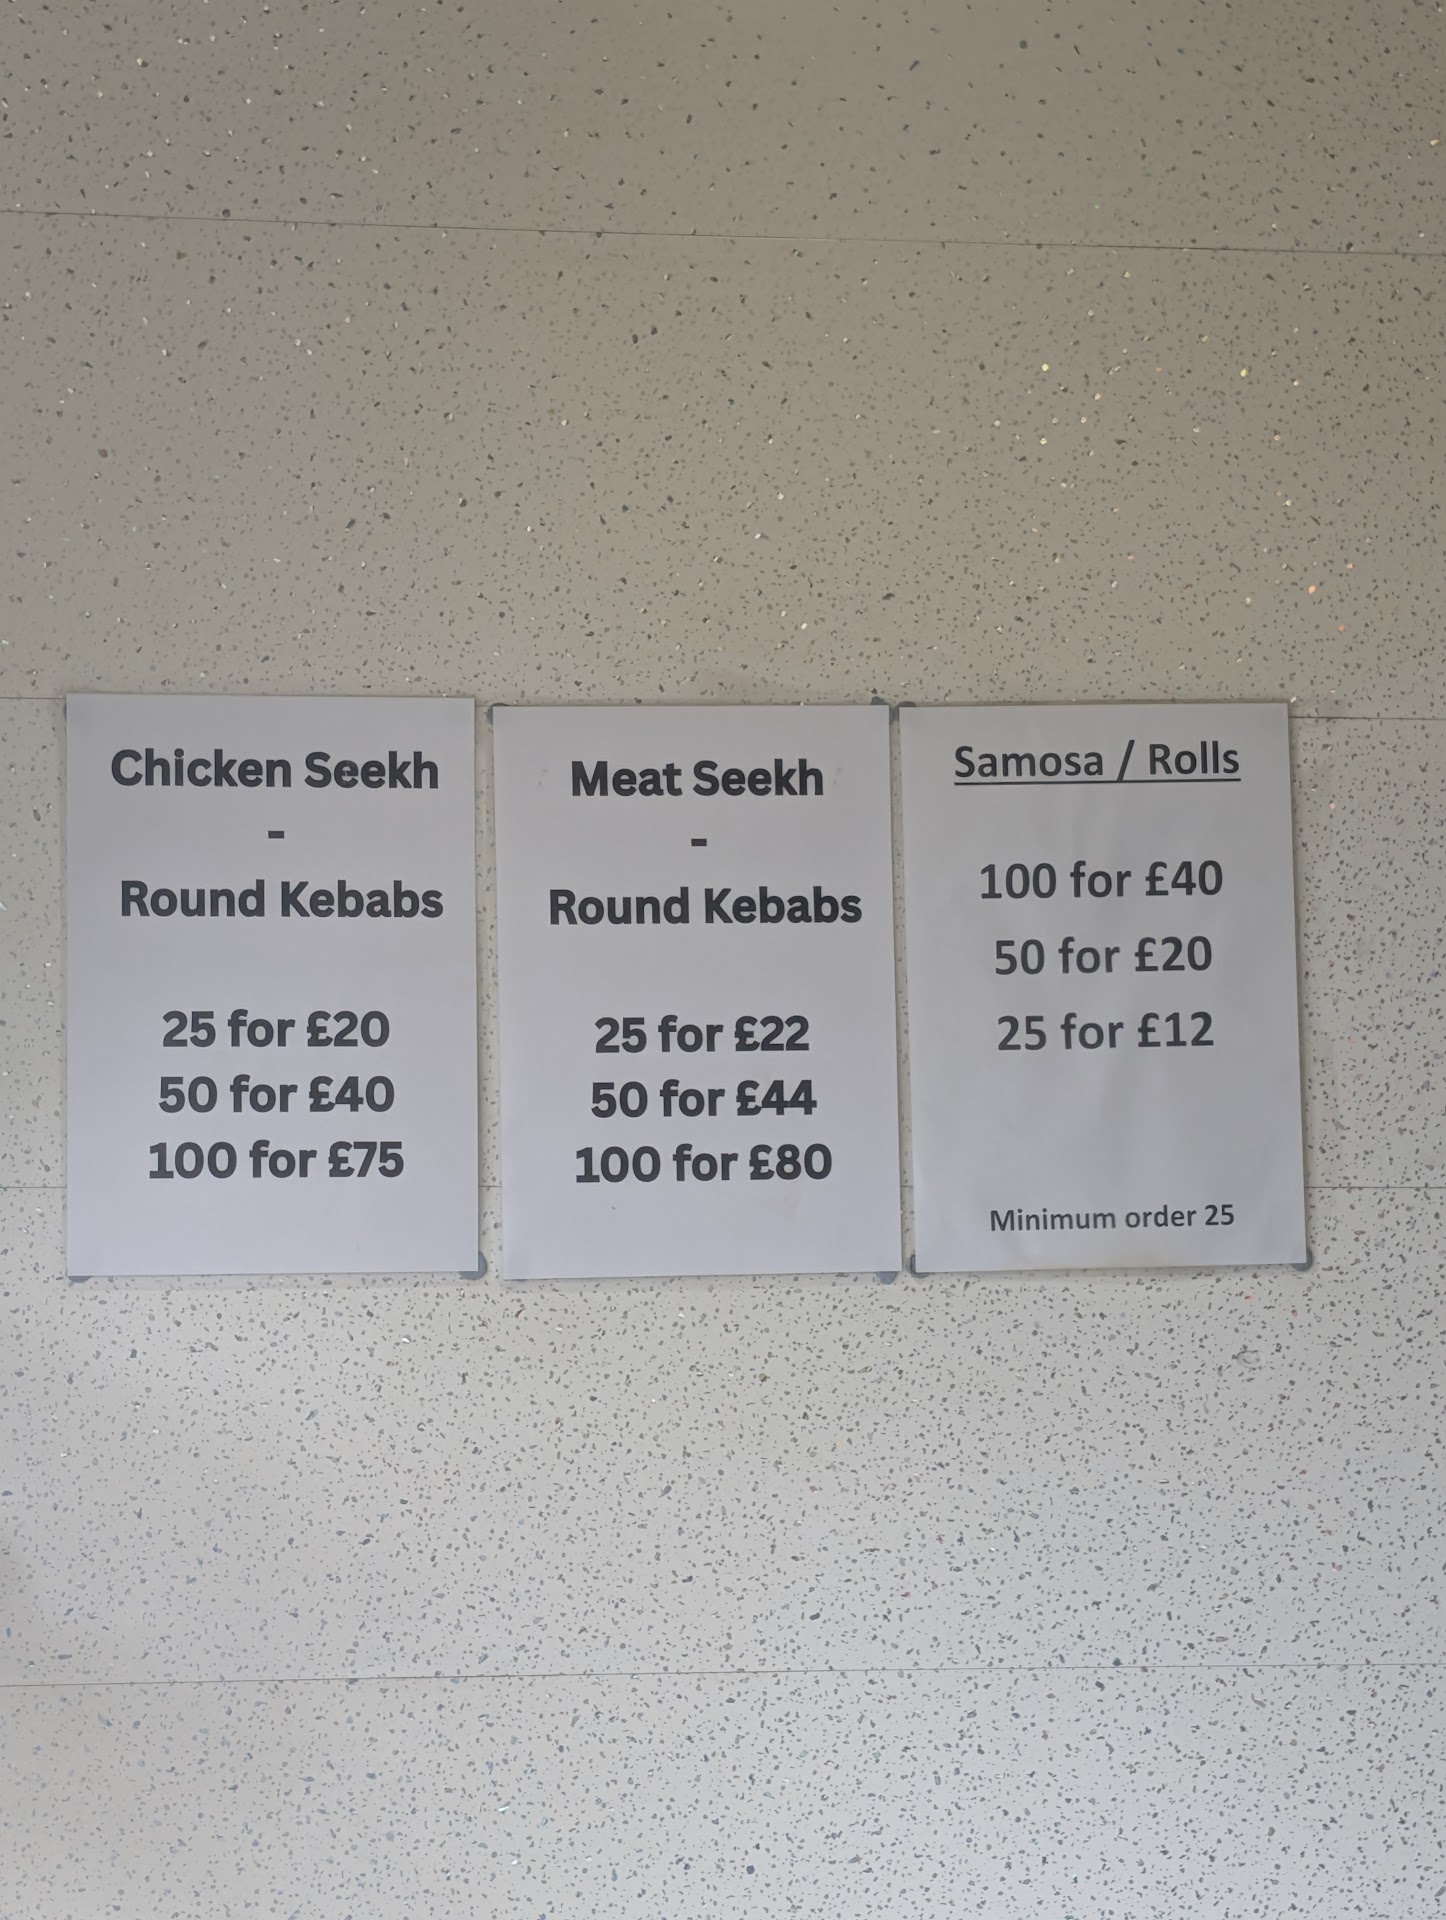 Chicken Seekh
-
Round Kebabs
25 for £20
50 for £40
100 for £75
Meat Seekh
-
Round Kebabs
25 for £22
50 for £44
100 for £80
Samosa / Rolls
100 for £40
50 for £20
25 for £12
Minimum order 25